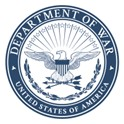 DEPARTMENT OF WAR
UNITED STATES OF AMERICA